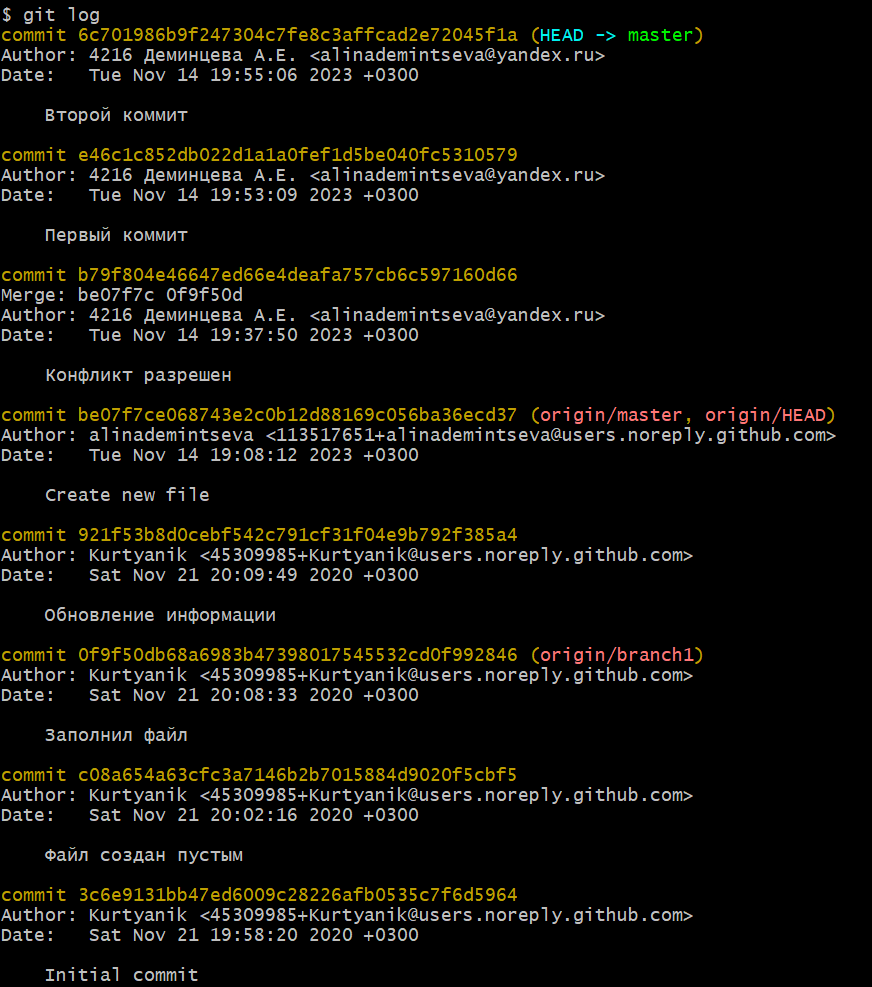 $ git log
commit 6c701986b9f247304c7fe8c3affcad2e72045f1a (HEAD -> master)
Author: 4216 Деминцева А.Е. <alinademintseva@yandex.ru>
Date:   Tue Nov 14 19:55:06 2023 +0300
Второй коммит
commit e46c1c852db022d1a1a0fef1d5be040fc5310579
Author: 4216 Деминцева А.Е. <alinademintseva@yandex.ru>
Date:   Tue Nov 14 19:53:09 2023 +0300
Первый коммит
commit b79f804e46647ed66e4deafa757cb6c597160d66
Merge: be07f7c 0f9f50d
Author: 4216 Деминцева А.Е. <alinademintseva@yandex.ru>
Date:   Tue Nov 14 19:37:50 2023 +0300
Конфликт разрешен
commit be07f7ce068743e2c0b12d88169c056ba36ecd37 (origin/master, origin/HEAD)
Author: alinademintseva <113517651+alinademintseva@users.noreply.github.com>
Date:   Tue Nov 14 19:08:12 2023 +0300
Create new file
commit 921f53b8d0cebf542c791cf31f04e9b792f385a4
Author: Kurtyanik <45309985+Kurtyanik@users.noreply.github.com>
Date:   Sat Nov 21 20:09:49 2020 +0300
Обновление информации
commit 0f9f50db68a6983b47398017545532cd0f992846 (origin/branch1)
Author: Kurtyanik <45309985+Kurtyanik@users.noreply.github.com>
Date:   Sat Nov 21 20:08:33 2020 +0300
Заполнил файл
commit c08a654a63cfc3a7146b2b7015884d9020f5cbf5
Author: Kurtyanik <45309985+Kurtyanik@users.noreply.github.com>
Date:   Sat Nov 21 20:02:16 2020 +0300
Файл создан пустым
commit 3c6e9131bb47ed6009c28226afb0535c7f6d5964
Author: Kurtyanik <45309985+Kurtyanik@users.noreply.github.com>
Date:   Sat Nov 21 19:58:20 2020 +0300
Initial commit